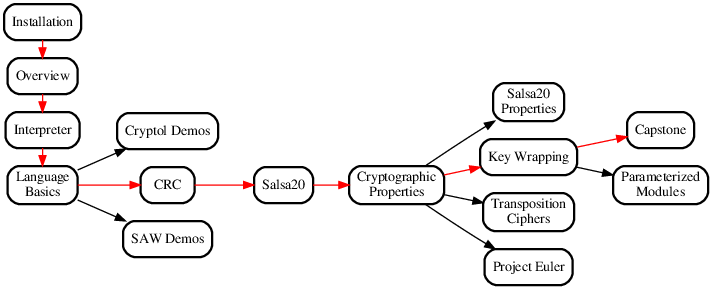 Installation
Overview
Interpreter
Language
Basics
Cryptol Demos
CRC
SAW Demos
Salsa20
Cryptographic
Properties
Salsa20
Properties
Key Wrapping
Transposition
Ciphers
Project Euler
Capstone
Parameterized
Modules